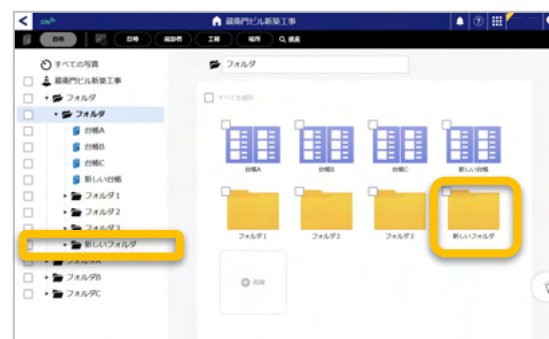 蔵衛門ビル新築工事
台帳 日時 撮影者 工種 場所 検索
すべての写真
蔵衛門ビル新築工事
フォルダ
フォルダ
台帳A
台帳B
台帳C
新しい台帳
フォルダ1
フォルダ2
フォルダ3
新しいフォルダ
フォルダA
フォルダB
フォルダC
フォルダ
すべてを選択
台帳A 台帳B 台帳C 新しい台帳
フォルダ1 フォルダ2 フォルダ3 新しいフォルダ
追加